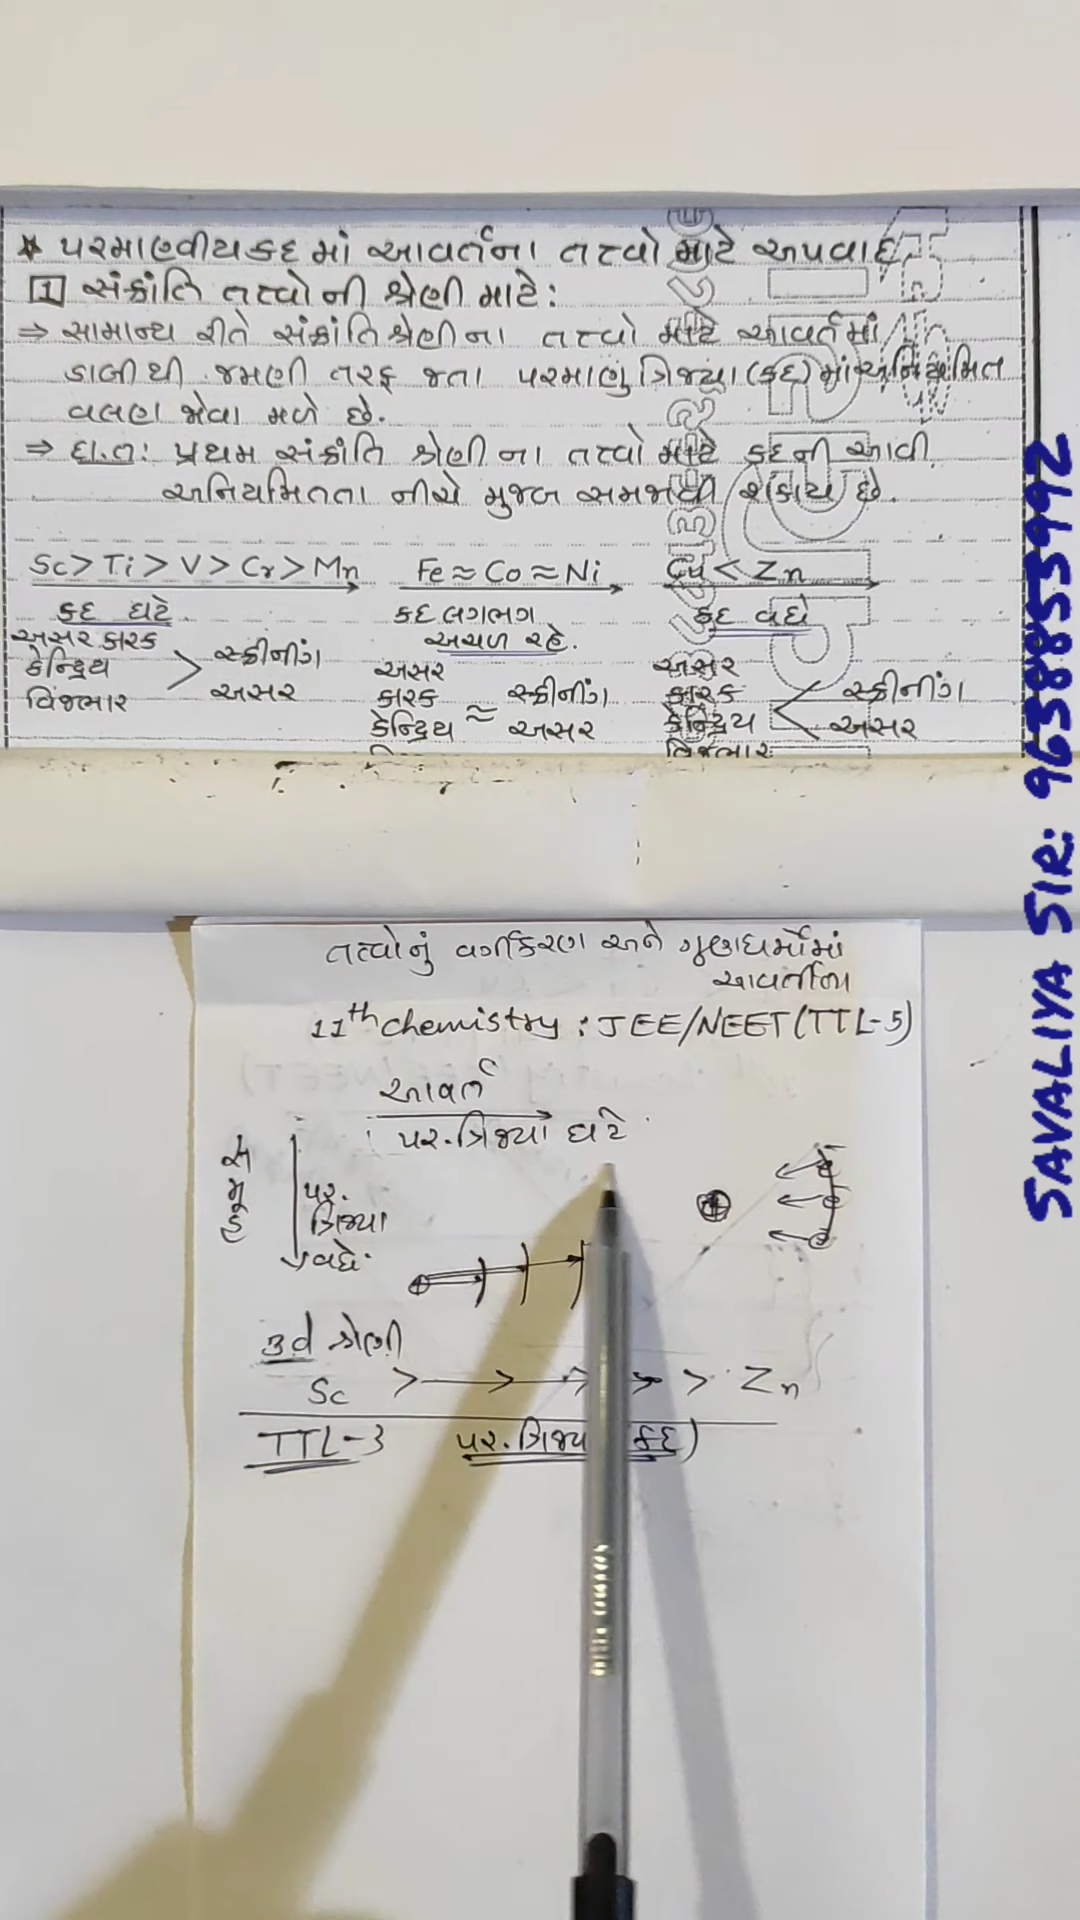 * પરમાણ્વીય કદ માં આવર્તના તત્વો માટે અપવાદ
1 સંક્રાંતિ તત્વો ની શ્રેણી માટે:
⇒ સામાન્ય રીતે સંક્રાંતિ શ્રેણીના તત્વો માટે આવર્તમાં
ડાબીથી જમણી તરફ જતા પરમાણુ ત્રિજ્યા (કદ) માં અનિયમિત
વલણ જોવા મળે છે.
⇒ દા.ત: પ્રથમ સંક્રાંતિ શ્રેણી ના તત્વો માટે કદ ની આવી
અનિયમિતતા નીચે મુજબ સમજાવી શકાય છે.
Sc > Ti > V > Cr > Mn Fe ≈ Co ≈ Ni Cu < Zn
કદ ઘટે કદ લગભગ અચળ રહે. કદ વધે
અસર કારક કેન્દ્રિય વિજભાર > સ્ક્રીનીંગ અસર
અસર કારક કેન્દ્રિય ≈ સ્ક્રીનીંગ અસર
અસર કારક કેન્દ્રિય વિજભાર < સ્ક્રીનીંગ અસર
SAVALIYA SIR: 9638855992
તત્વોનું વર્ગીકરણ અને ગુણધર્મોમાં
આવર્તીતા
11th chemistry : JEE/NEET (TTL-5)
આવર્ત
પર. ત્રિજ્યા ઘટે
સમૂહ
પર.
ત્રિજ્યા
વધે
3d શ્રેણી
Sc > > > > > Zn
TTL-3 પર. ત્રિજ્યા કદ)